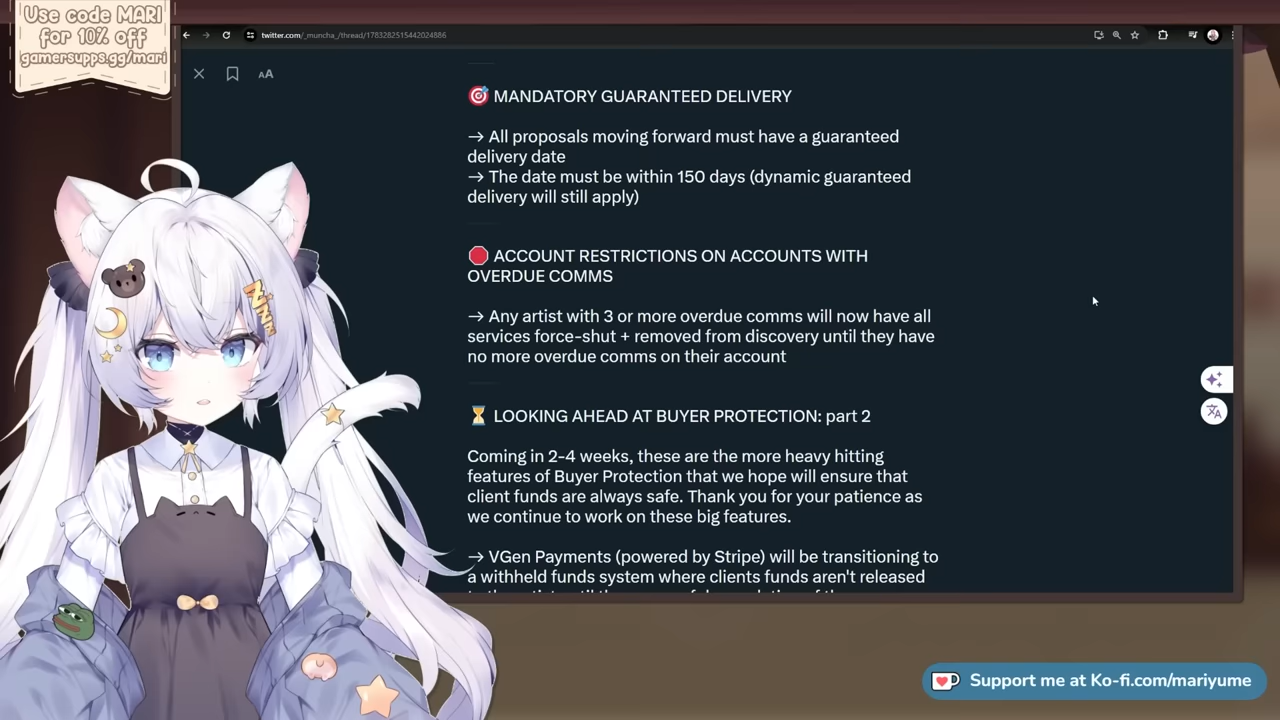 Use code MARI
for 10% off
gamersupps.gg/mari
twitter.com/_muncha_/thread/1783282515442024886
AA
🎯 MANDATORY GUARANTEED DELIVERY
→ All proposals moving forward must have a guaranteed
delivery date
→ The date must be within 150 days (dynamic guaranteed
delivery will still apply)
🛑 ACCOUNT RESTRICTIONS ON ACCOUNTS WITH
OVERDUE COMMS
→ Any artist with 3 or more overdue comms will now have all
services force-shut + removed from discovery until they have
no more overdue comms on their account
⏳ LOOKING AHEAD AT BUYER PROTECTION: part 2
Coming in 2-4 weeks, these are the more heavy hitting
features of Buyer Protection that we hope will ensure that
client funds are always safe. Thank you for your patience as
we continue to work on these big features.
→ VGen Payments (powered by Stripe) will be transitioning to
a withheld funds system where clients funds aren't released
ZZZZ
Support me at Ko-fi.com/mariyume